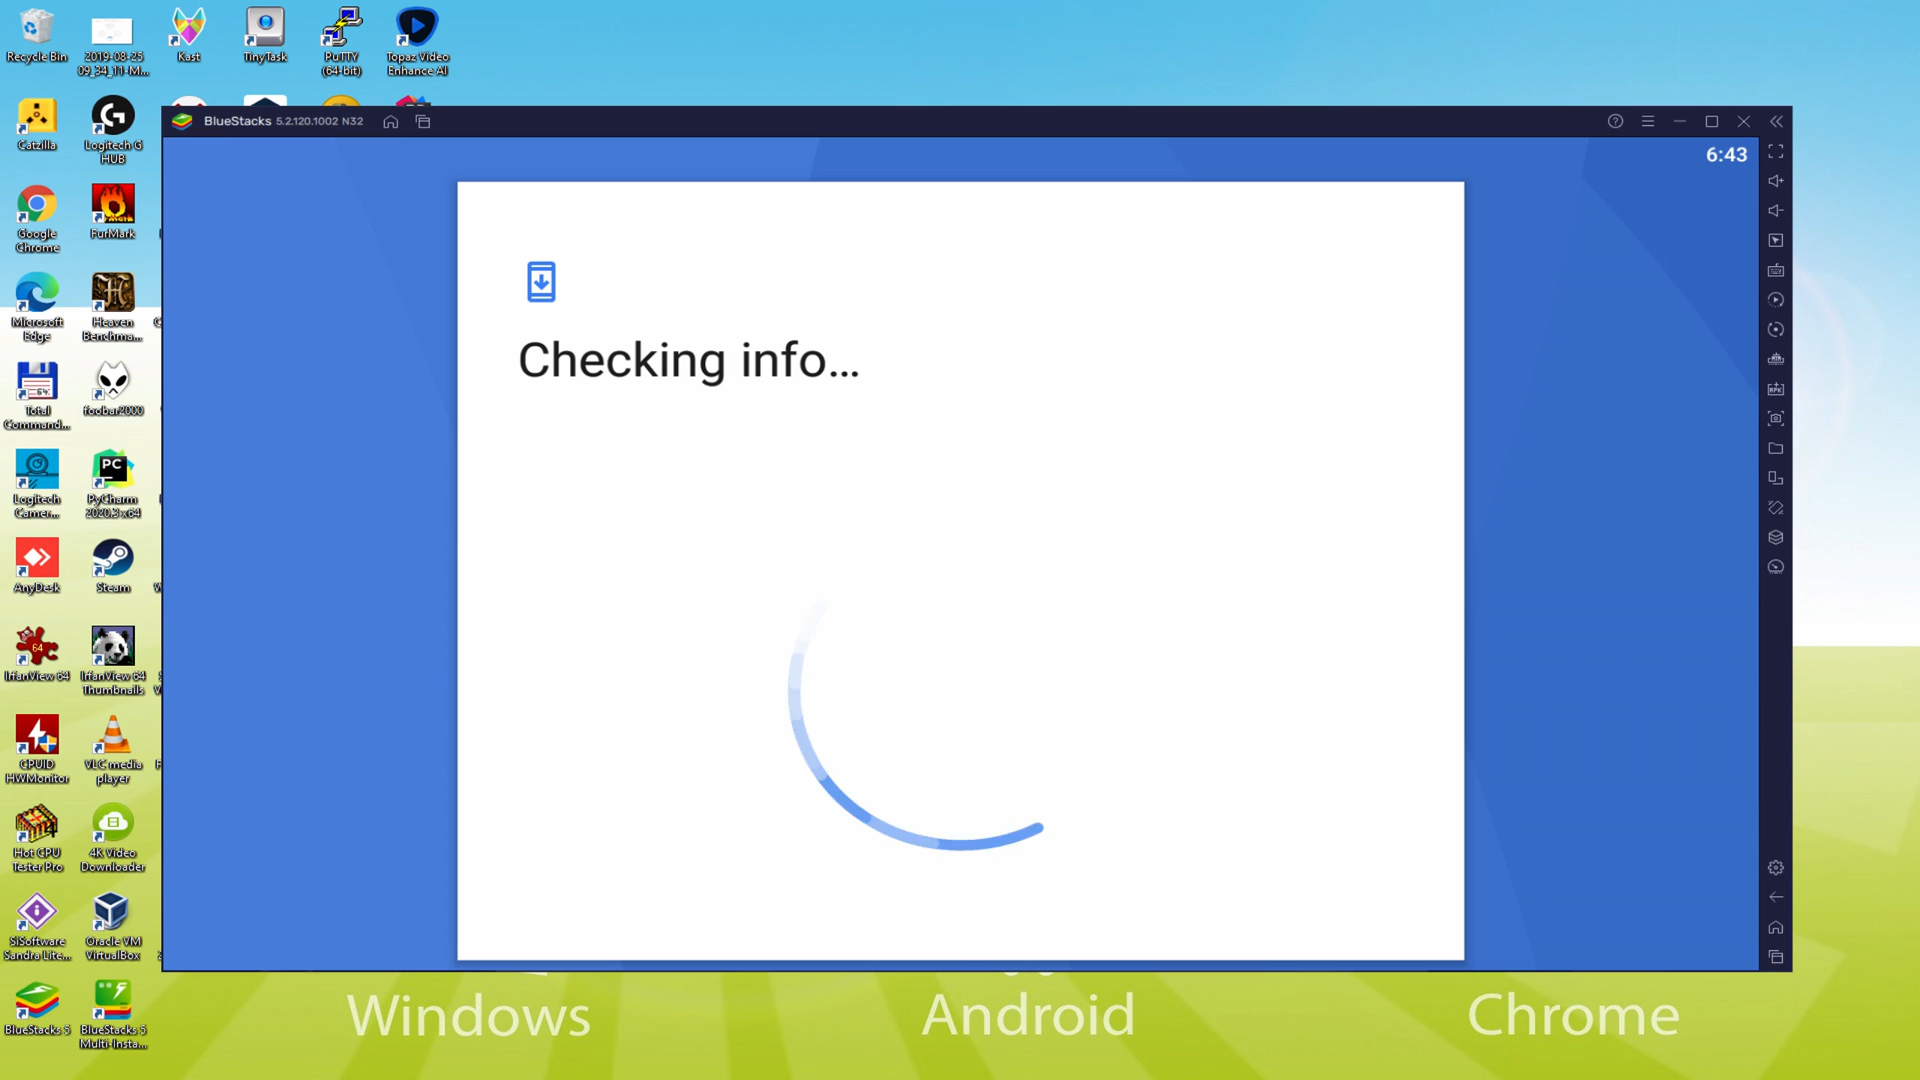 Recycle Bin
2019-08-25
09_34_11-M...
Kast
TinyTask
PuTTY
(64-bit)
Topaz Video
Enhance AI
Catzilla
Logitech G
HUB
BlueStacks 5.2.120.1002 N32
6:43
Google
Chrome
FurMark
Checking info...
Microsoft
Edge
Heaven
Benchma...
Total
Command...
foobar2000
Logitech
Camer...
PC
PyCharm
2020.3 x64
AnyDesk
Steam
64
IrfanView 64
IrfanView 64
Thumbnails
CPUID
HWMonitor
VLC media
player
Hot CPU
Tester Pro
4K Video
Downloader
SiSoftware
Sandra Lite...
Oracle VM
VirtualBox
BlueStacks 5
BlueStacks 5
Multi-Insta...
Windows
Android
Chrome